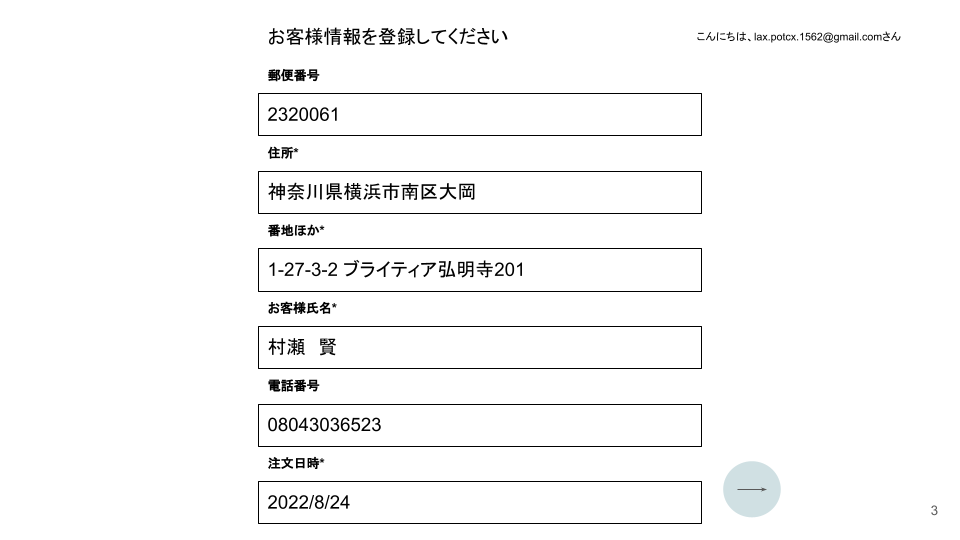 お客様情報を登録してください
こんにちは、lax.potcx.1562@gmail.comさん
郵便番号
2320061
住所*
神奈川県横浜市南区大岡
番地ほか*
1-27-3-2 ブライティア弘明寺201
お客様氏名*
村瀬　賢
電話番号
08043036523
注文日時*
2022/8/24
3